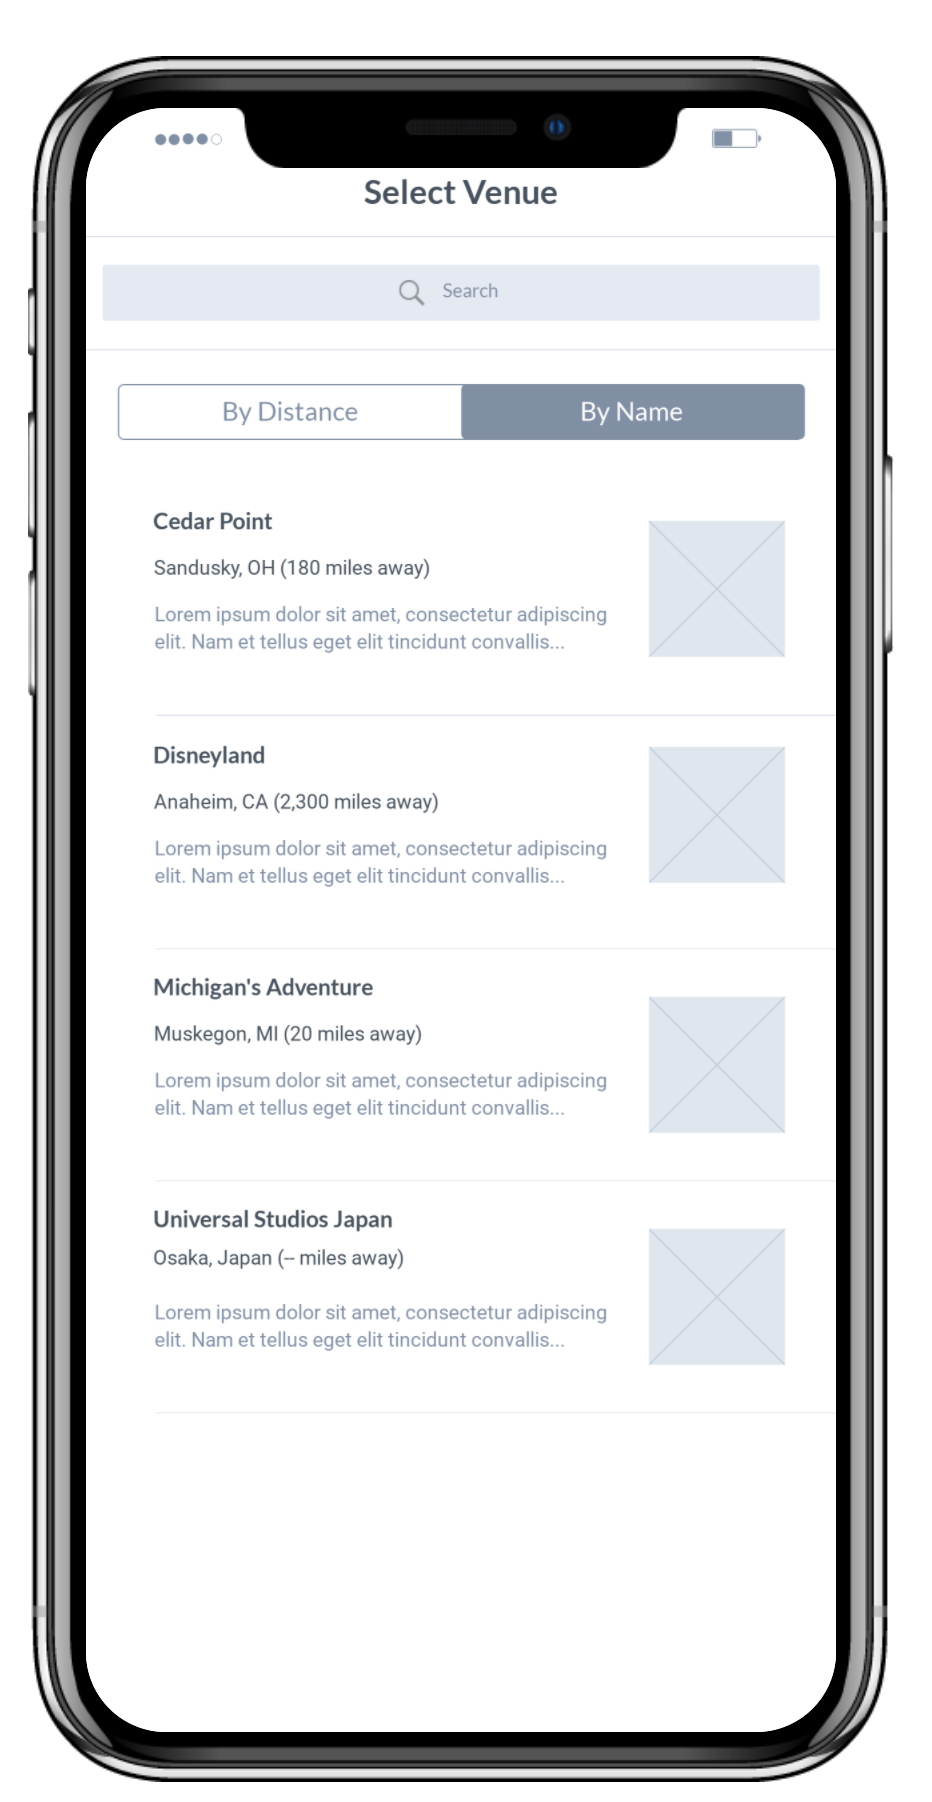 Select Venue
Search
By Distance
By Name
Cedar Point
Sandusky, OH (180 miles away)
Lorem ipsum dolor sit amet, consectetur adipiscing
elit. Nam et tellus eget elit tincidunt convallis...
Disneyland
Anaheim, CA (2,300 miles away)
Lorem ipsum dolor sit amet, consectetur adipiscing
elit. Nam et tellus eget elit tincidunt convallis...
Michigan's Adventure
Muskegon, MI (20 miles away)
Lorem ipsum dolor sit amet, consectetur adipiscing
elit. Nam et tellus eget elit tincidunt convallis...
Universal Studios Japan
Osaka, Japan (-- miles away)
Lorem ipsum dolor sit amet, consectetur adipiscing
elit. Nam et tellus eget elit tincidunt convallis...